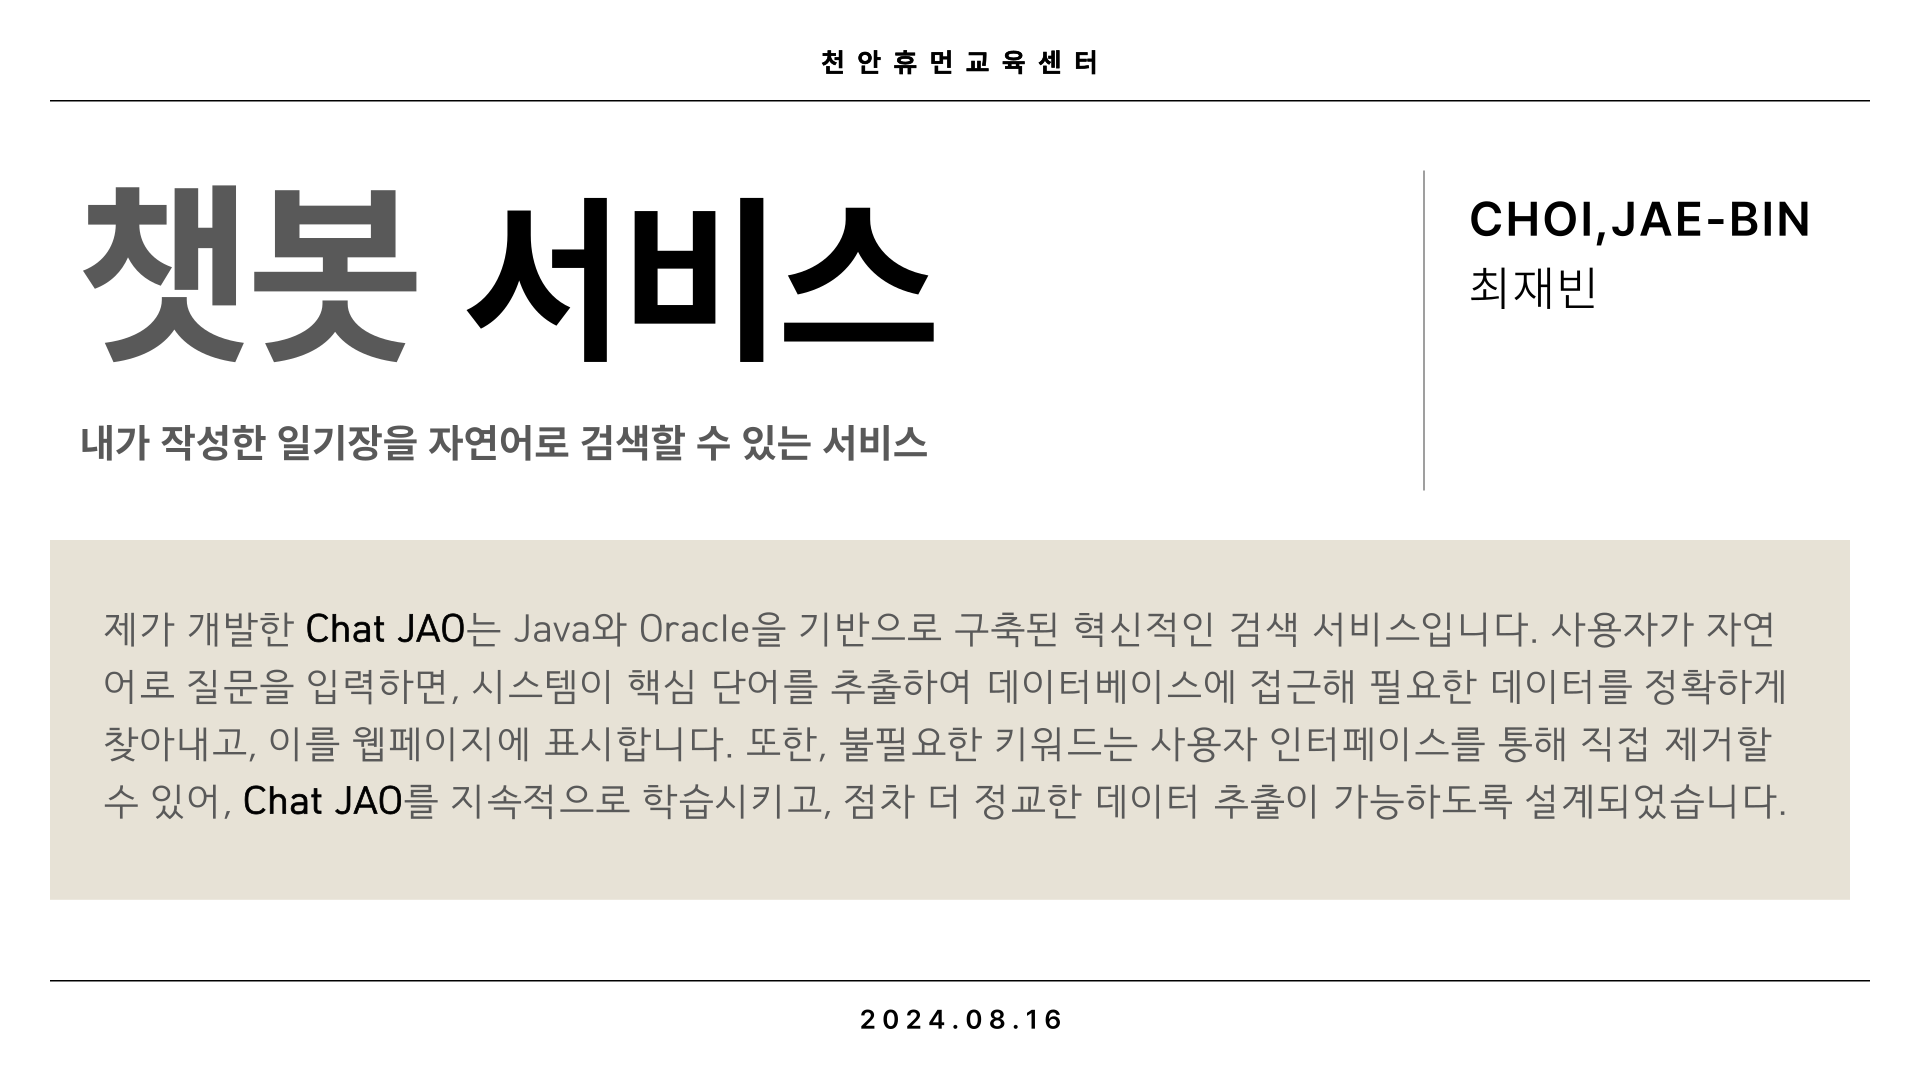 천안휴먼교육센터
챗봇 서비스
CHOI,JAE-BIN
최재빈
내가 작성한 일기장을 자연어로 검색할 수 있는 서비스
제가 개발한 Chat JAO는 Java와 Oracle을 기반으로 구축된 혁신적인 검색 서비스입니다. 사용자가 자연
어로 질문을 입력하면, 시스템이 핵심 단어를 추출하여 데이터베이스에 접근해 필요한 데이터를 정확하게
찾아내고, 이를 웹페이지에 표시합니다. 또한, 불필요한 키워드는 사용자 인터페이스를 통해 직접 제거할
수 있어, Chat JAO를 지속적으로 학습시키고, 점차 더 정교한 데이터 추출이 가능하도록 설계되었습니다.
2024.08.16